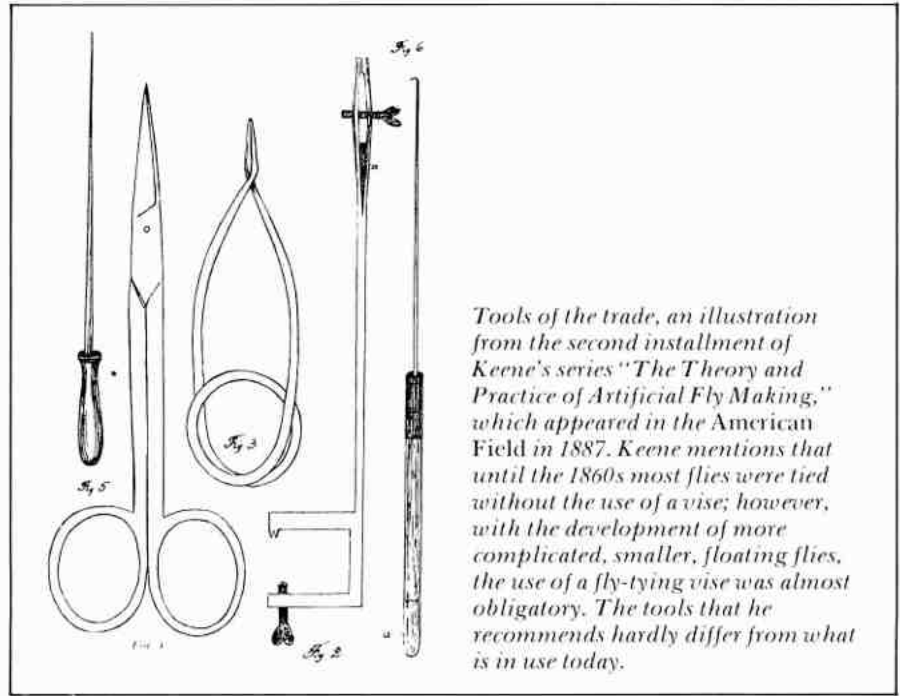 Fig 6
Fig 3
Fig 5
Fig 2
Tools of the trade, an illustration
from the second installment of
Keene's series "The Theory and
Practice of Artificial Fly Making,"
which appeared in the American
Field in 1887. Keene mentions that
until the 1860s most flies were tied
without the use of a vise; however,
with the development of more
complicated, smaller, floating flies,
the use of a fly-tying vise was almost
obligatory. The tools that he
recommends hardly differ from what
is in use today.